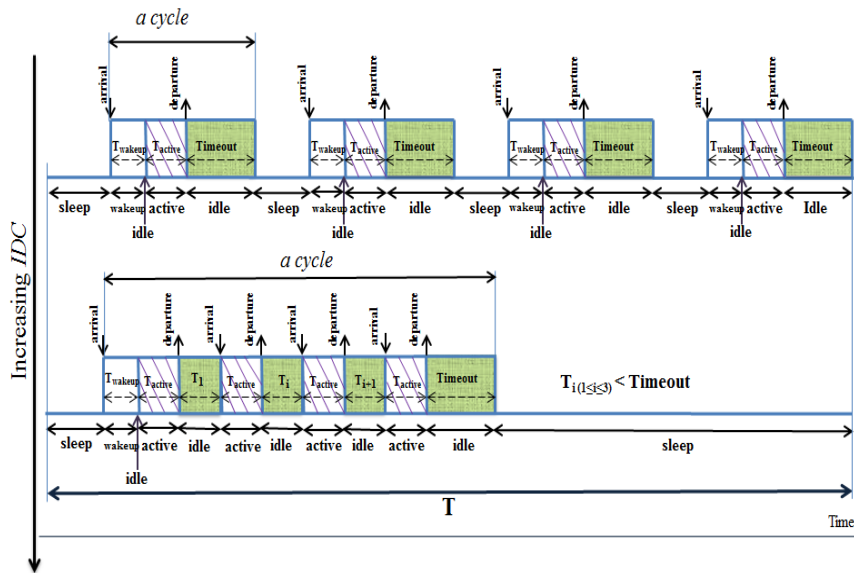 a cycle
arrival
departure
arrival
departure
arrival
departure
arrival
departure
Twakeup Tactive Timeout Twakeup Tactive Timeout Twakeup Tactive Timeout Twakeup Tactive Timeout
sleep wakeup active idle sleep wakeup active idle sleep wakeup active idle sleep wakeup active Idle
idle idle idle idle
Increasing IDC
a cycle
arrival
departure
arrival
departure
arrival
departure
arrival
departure
Twakeup Tactive T1 Tactive Ti Tactive Ti+1 Tactive Timeout
Ti (1≤i≤3) < Timeout
sleep wakeup active idle active idle active idle active idle sleep
idle
T
Time